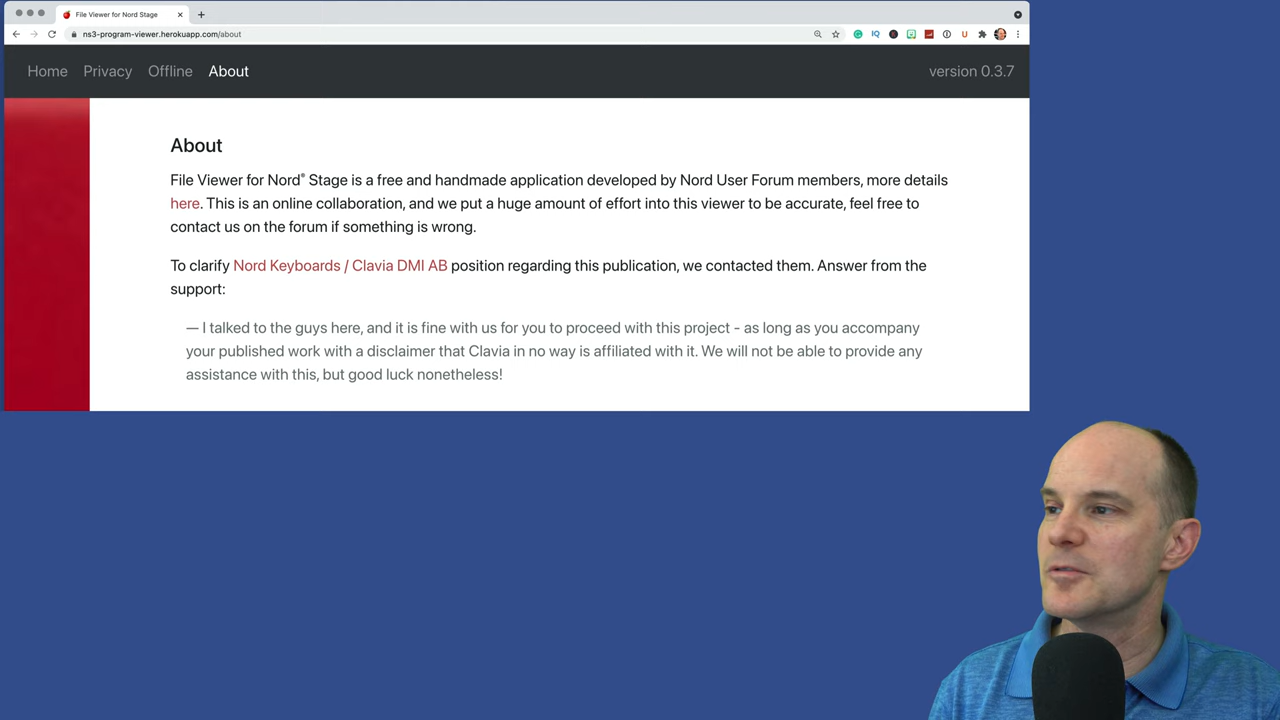 File Viewer for Nord Stage
ns3-program-viewer.herokuapp.com/about
Home Privacy Offline About version 0.3.7
About
File Viewer for Nord® Stage is a free and handmade application developed by Nord User Forum members, more details
here. This is an online collaboration, and we put a huge amount of effort into this viewer to be accurate, feel free to
contact us on the forum if something is wrong.
To clarify Nord Keyboards / Clavia DMI AB position regarding this publication, we contacted them. Answer from the
support:
— I talked to the guys here, and it is fine with us for you to proceed with this project - as long as you accompany
your published work with a disclaimer that Clavia in no way is affiliated with it. We will not be able to provide any
assistance with this, but good luck nonetheless!